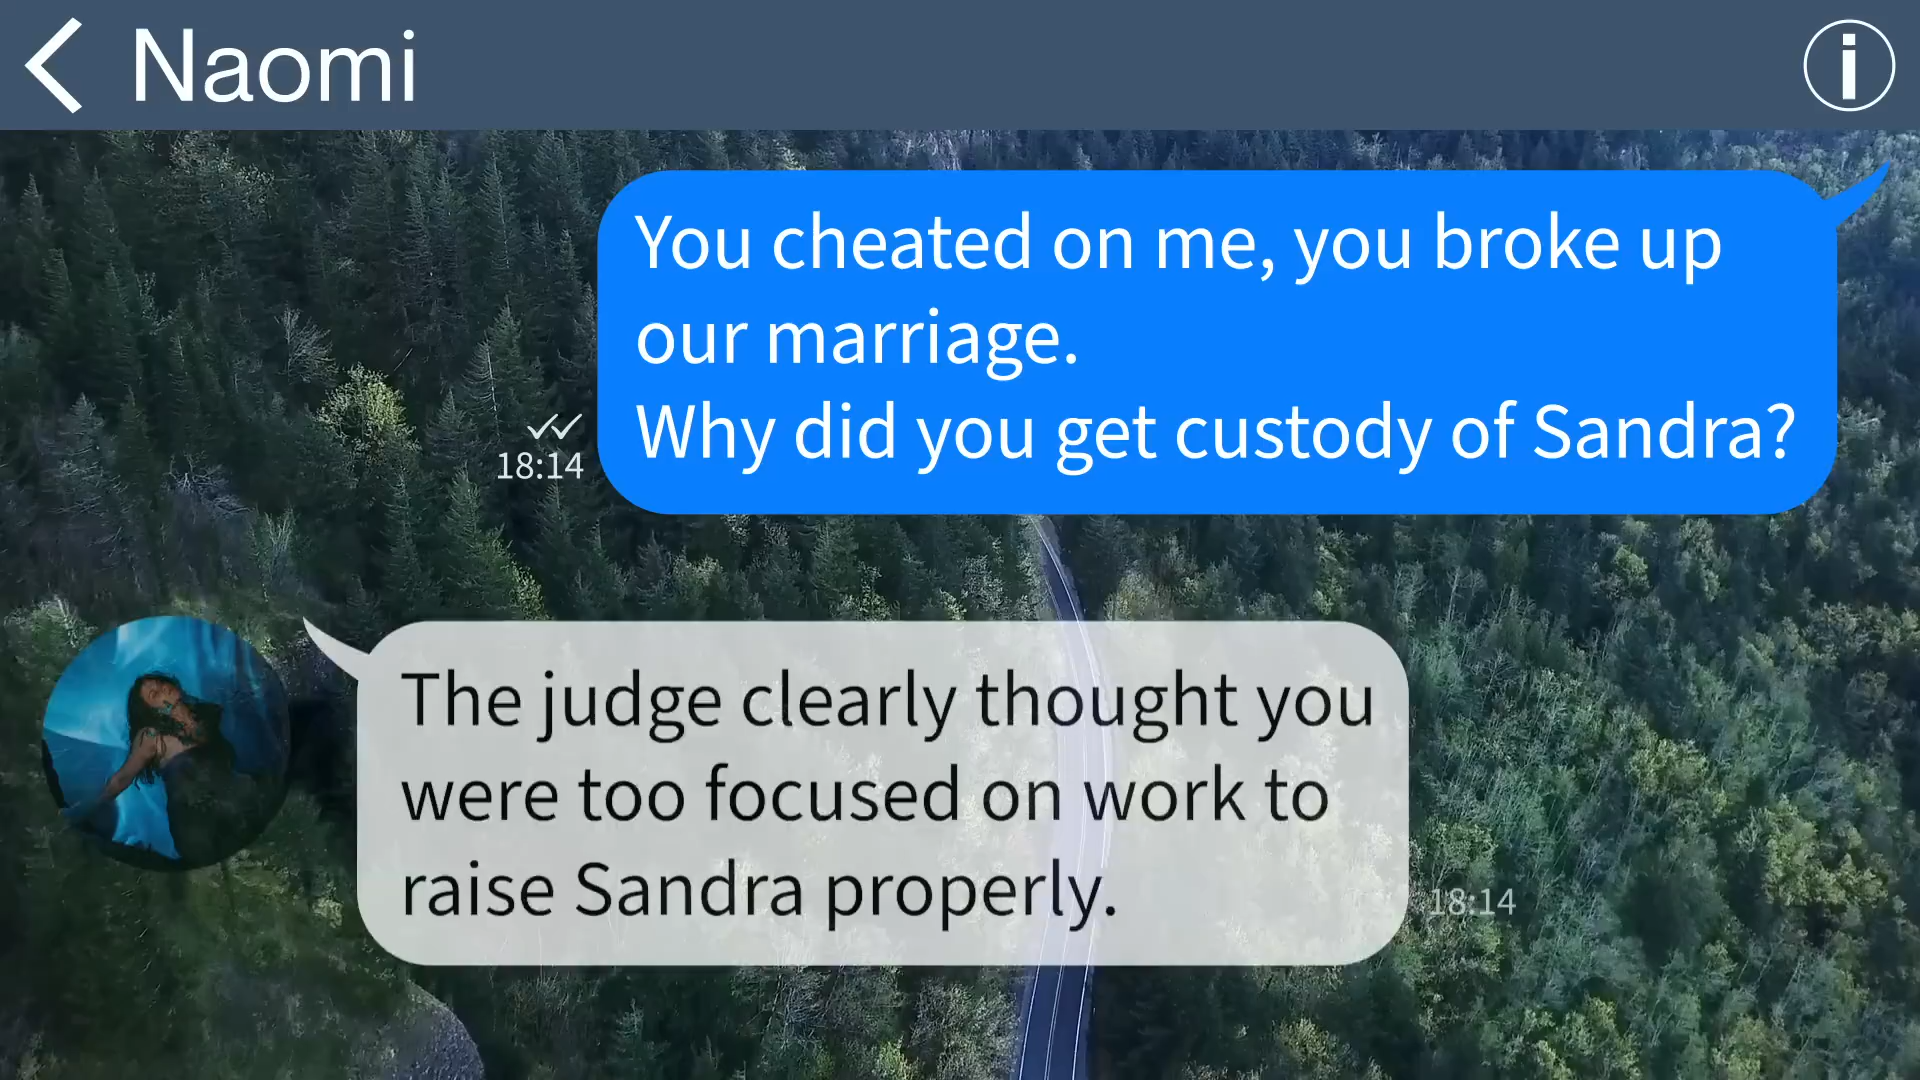 Naomi
You cheated on me, you broke up
our marriage.
Why did you get custody of Sandra?
18:14
The judge clearly thought you
were too focused on work to
raise Sandra properly.
18:14